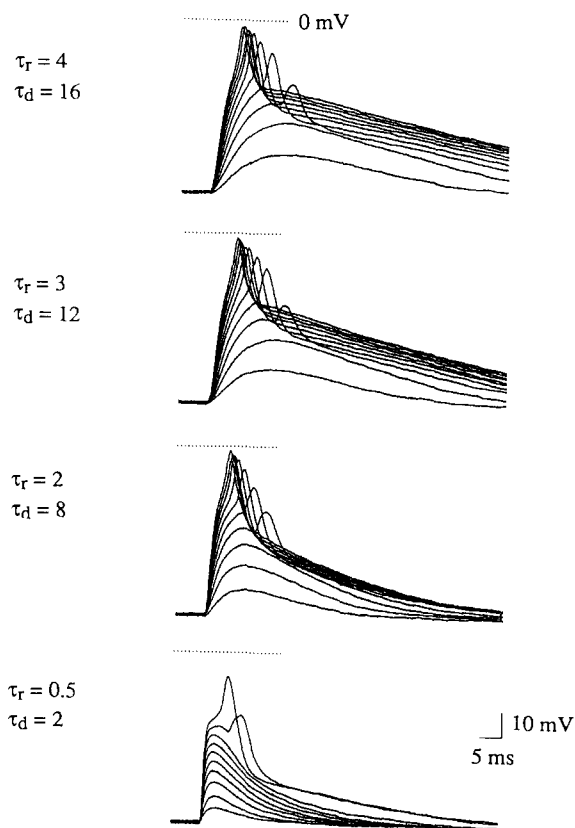 0 mV
τr = 4
τd = 16
τr = 3
τd = 12
τr = 2
τd = 8
τr = 0.5
τd = 2
10 mV
5 ms